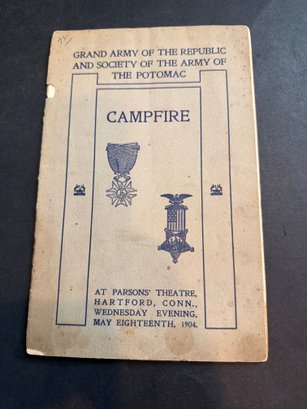 GRAND ARMY OF THE REPUBLIC
AND SOCIETY OF THE ARMY OF
THE POTOMAC
CAMPFIRE
AT PARSONS' THEATRE,
HARTFORD, CONN.,
WEDNESDAY EVENING,
MAY EIGHTEENTH, 1904.